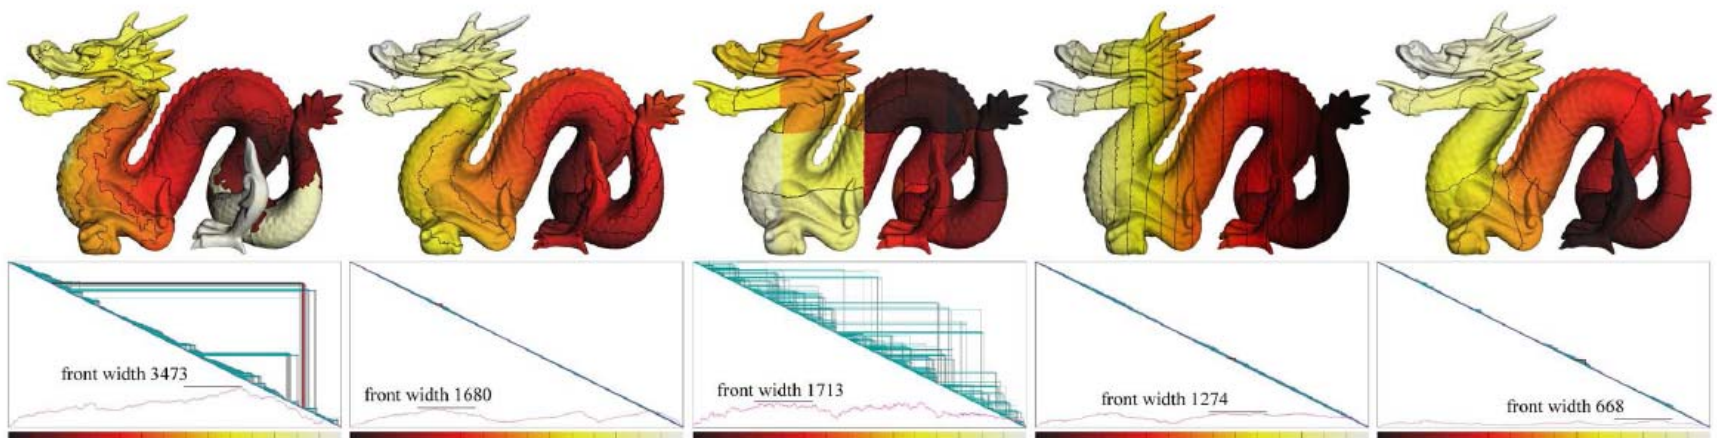 front width 3473
front width 1680
front width 1713
front width 1274
front width 668